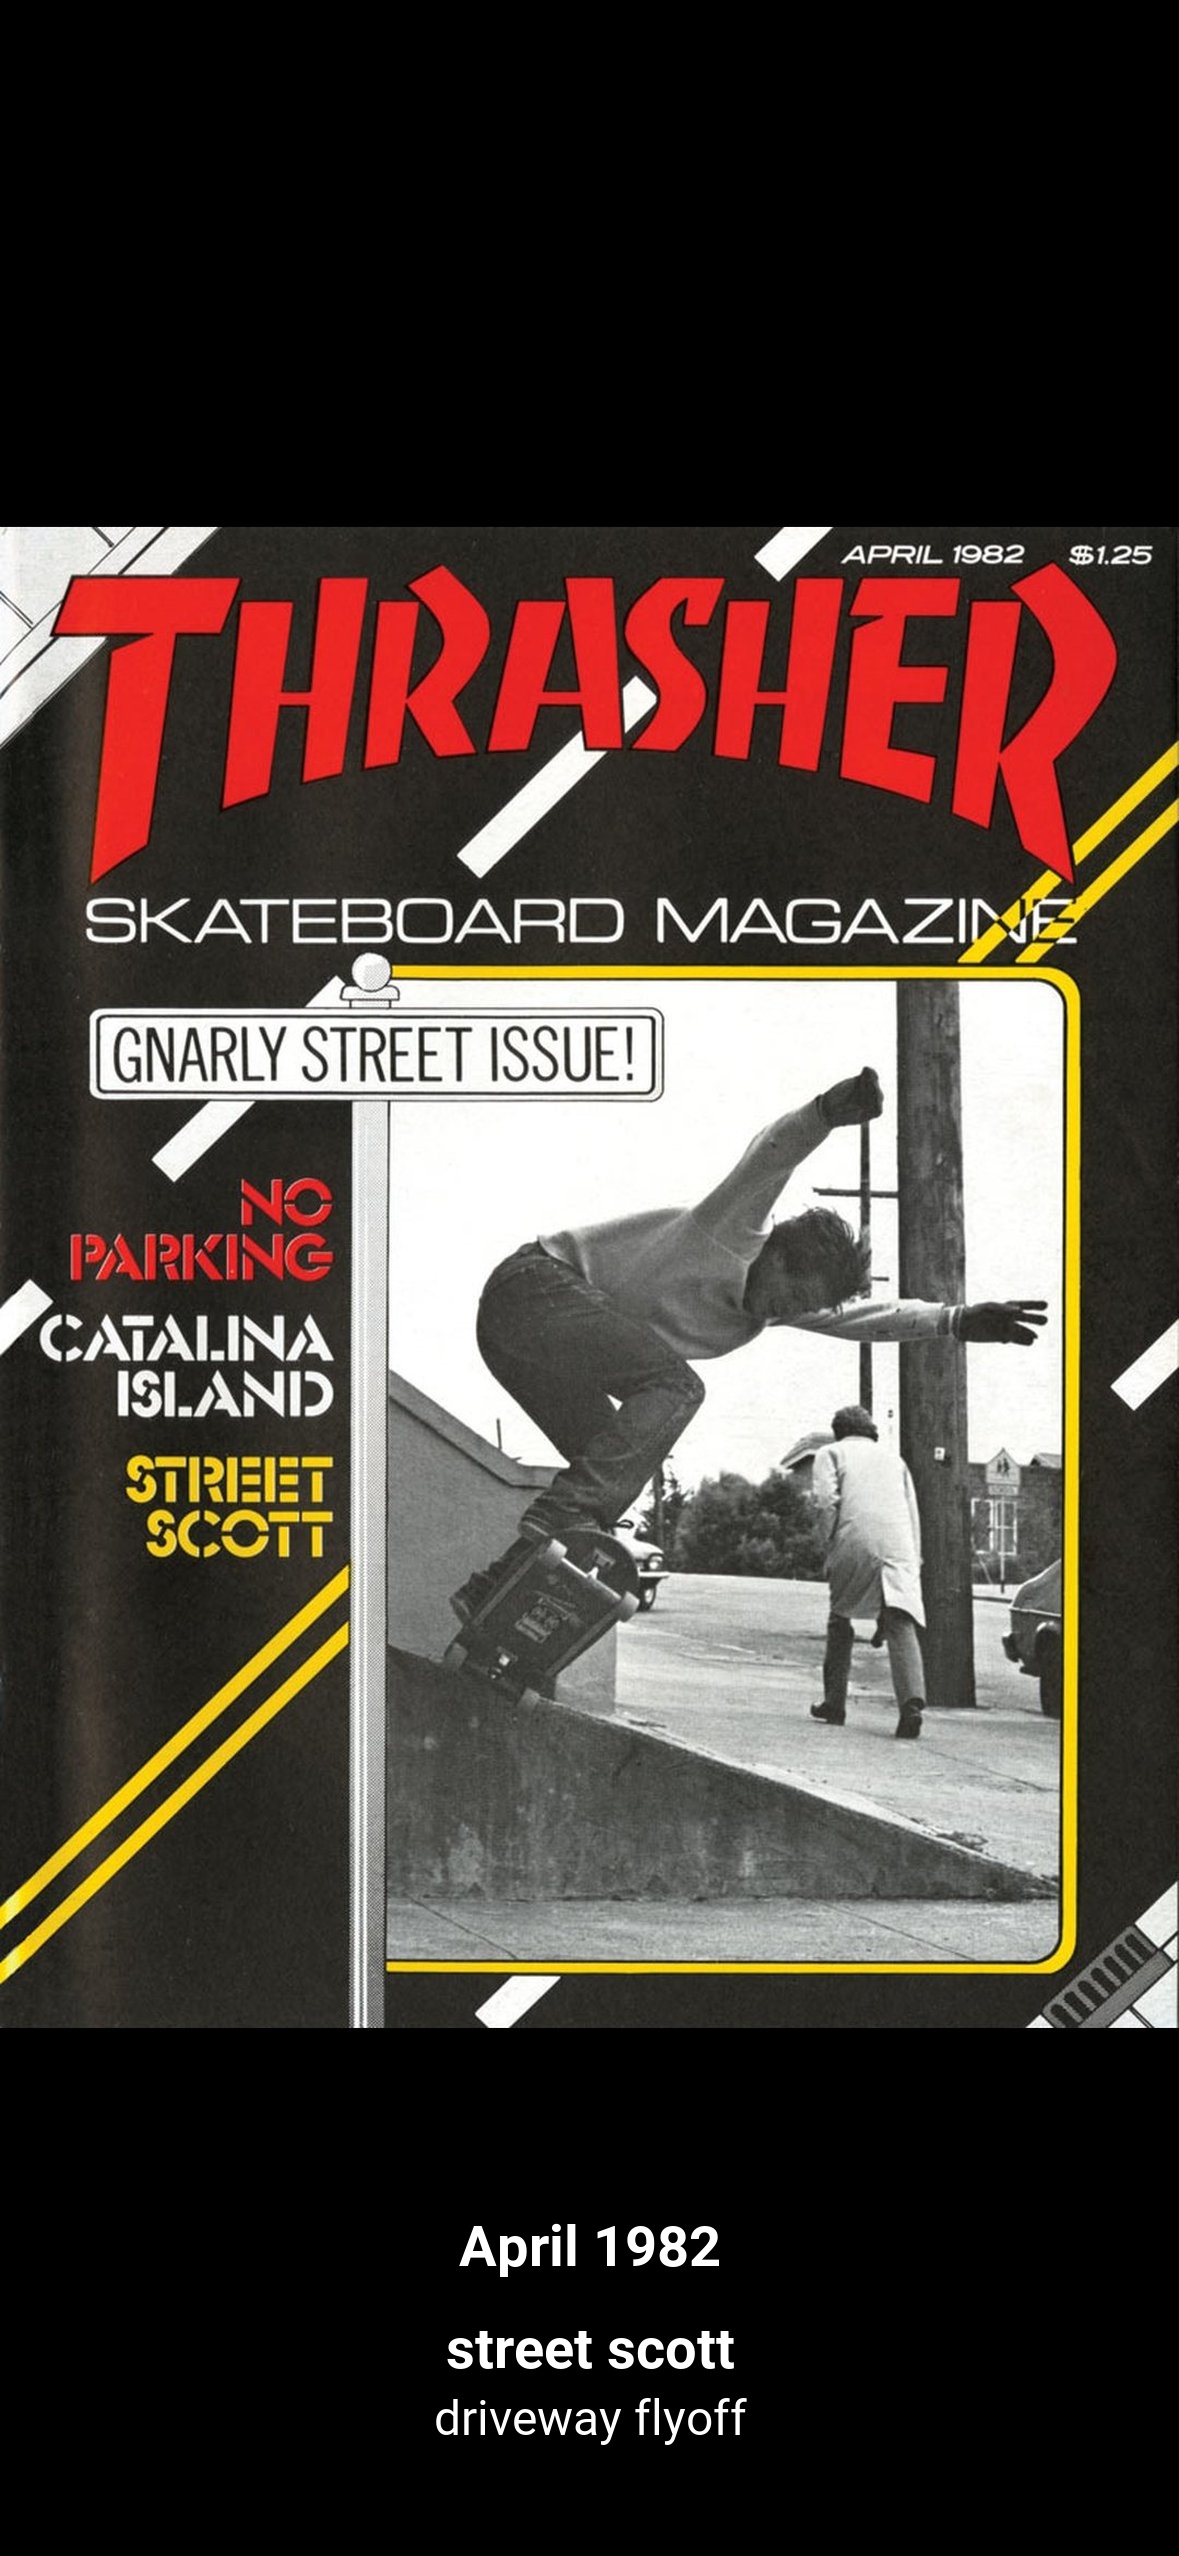 APRIL 1982 $1.25
THRASHER
SKATEBOARD MAGAZINE
GNARLY STREET ISSUE!
NO
PARKING
CATALINA
ISLAND
STREET
SCOTT
April 1982
street scott
driveway flyoff